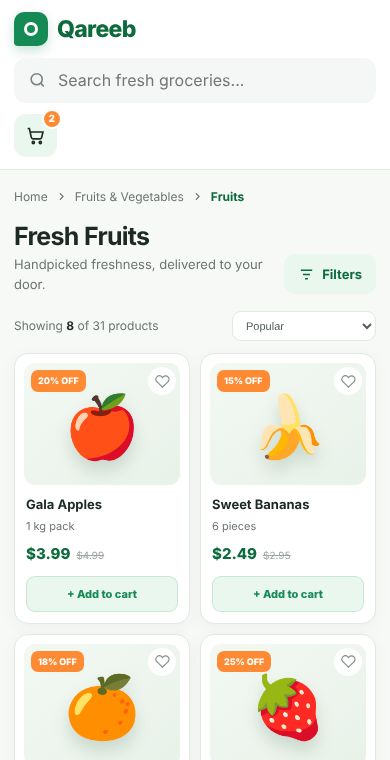 Qareeb
Search fresh groceries...
2
Home > Fruits & Vegetables > Fruits
Fresh Fruits
Handpicked freshness, delivered to your
door.
Filters
Showing 8 of 31 products
Popular
20% OFF
15% OFF
Gala Apples
Sweet Bananas
1 kg pack
6 pieces
$3.99 $4.99
$2.49 $2.95
+ Add to cart
+ Add to cart
18% OFF
25% OFF